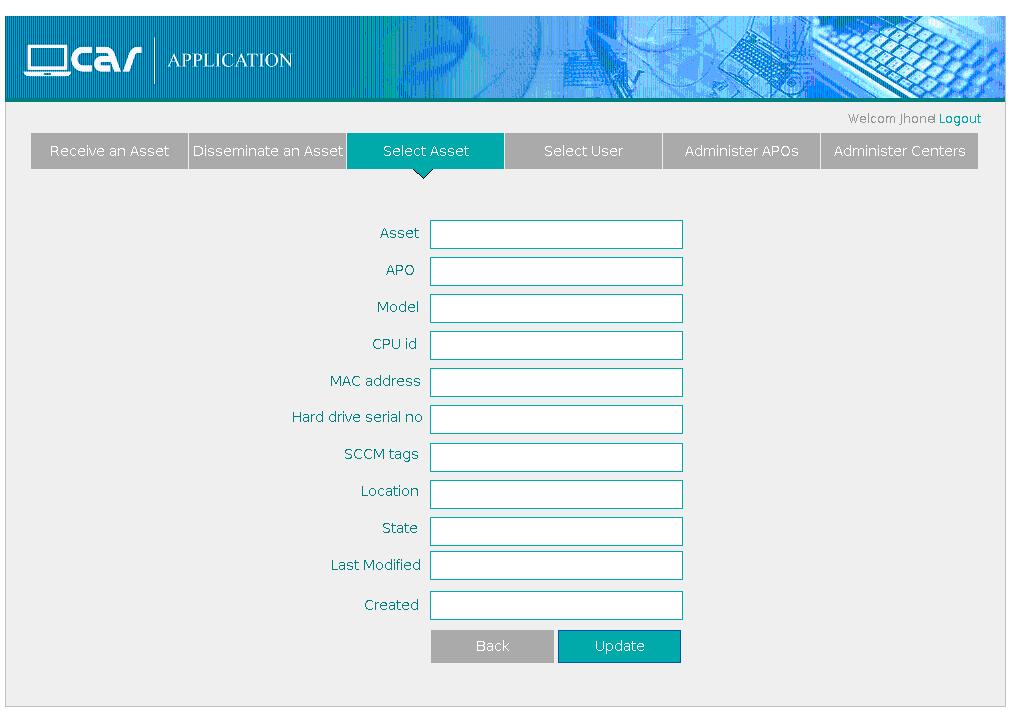 car APPLICATION
Welcom Jhonel Logout
Receive an Asset Disseminate an Asset Select Asset Select User Administer APOs Administer Centers
Asset
APO
Model
CPU id
MAC address
Hard drive serial no
SCCM tags
Location
State
Last Modified
Created
Back Update